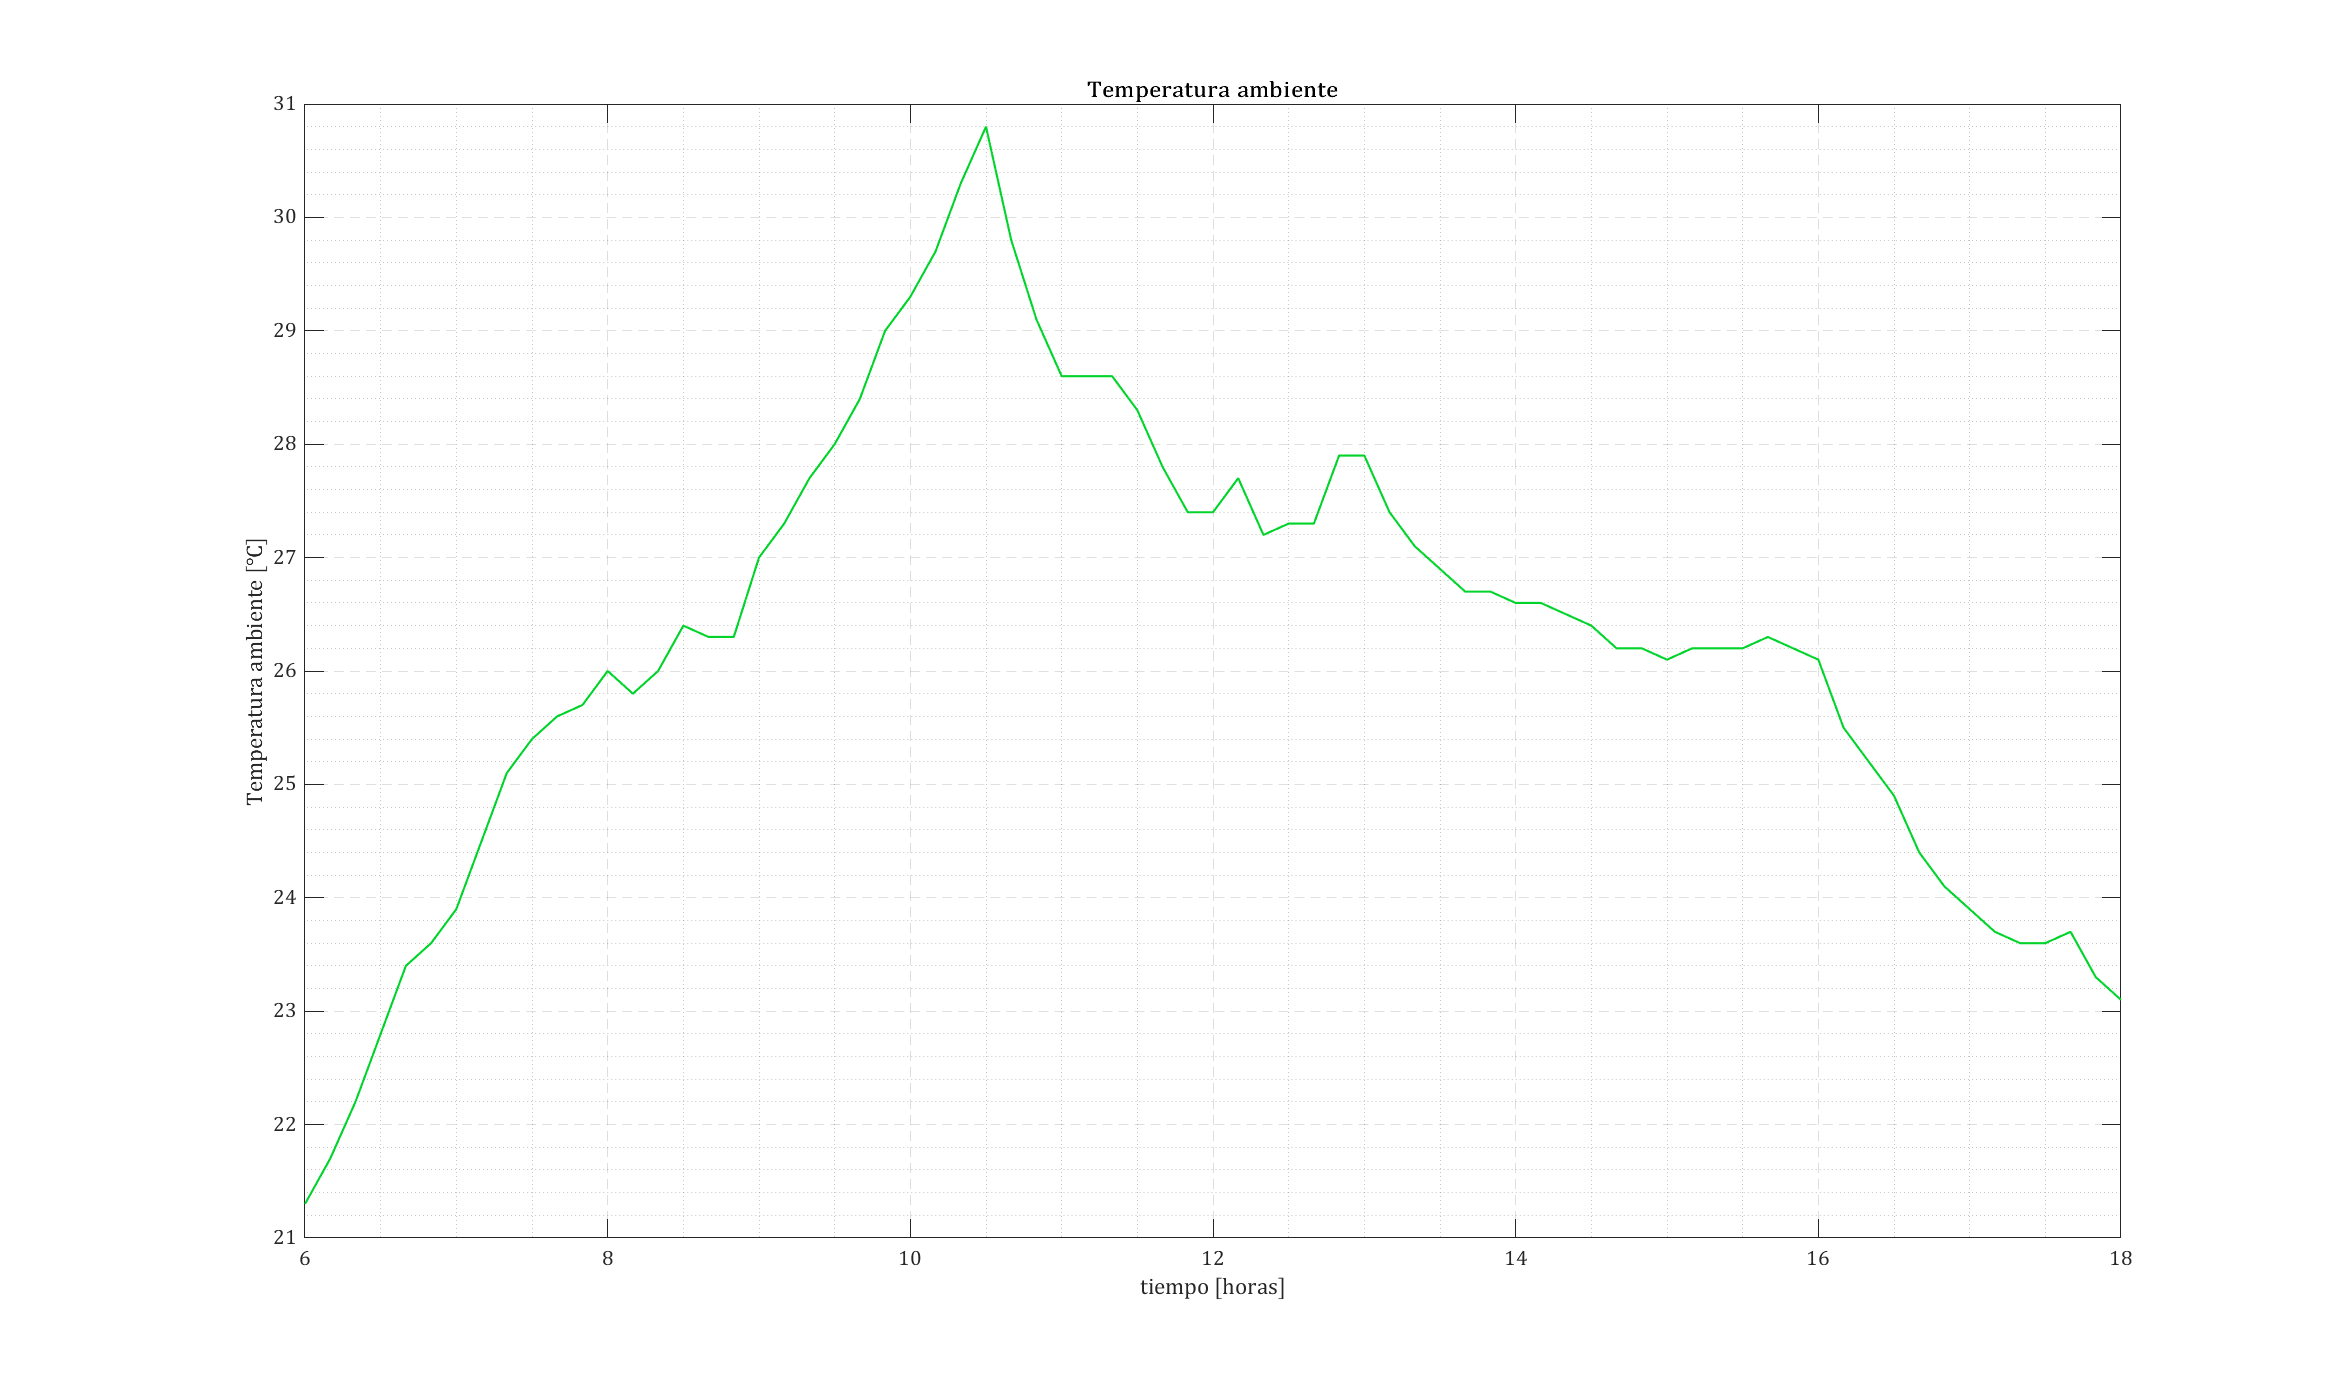 Temperatura ambiente
31
30
29
28
27
26
25
24
23
22
21
Temperatura ambiente [°C]
6 8 10 12 14 16 18
tiempo [horas]